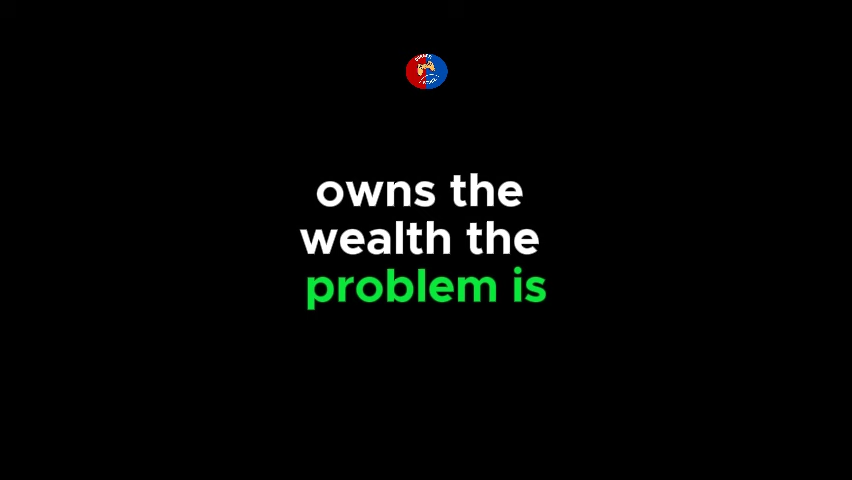 owns the
wealth the
problem is